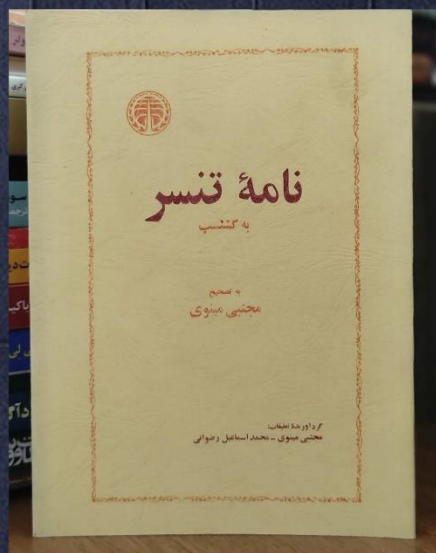 نامهٔ تنسر
به گشنسپ
به تصحیح
مجتبی مینوی
گردآورندهٔ تعلیقات:
مجتبی مینوی ـ محمد اسماعیل رضوانی